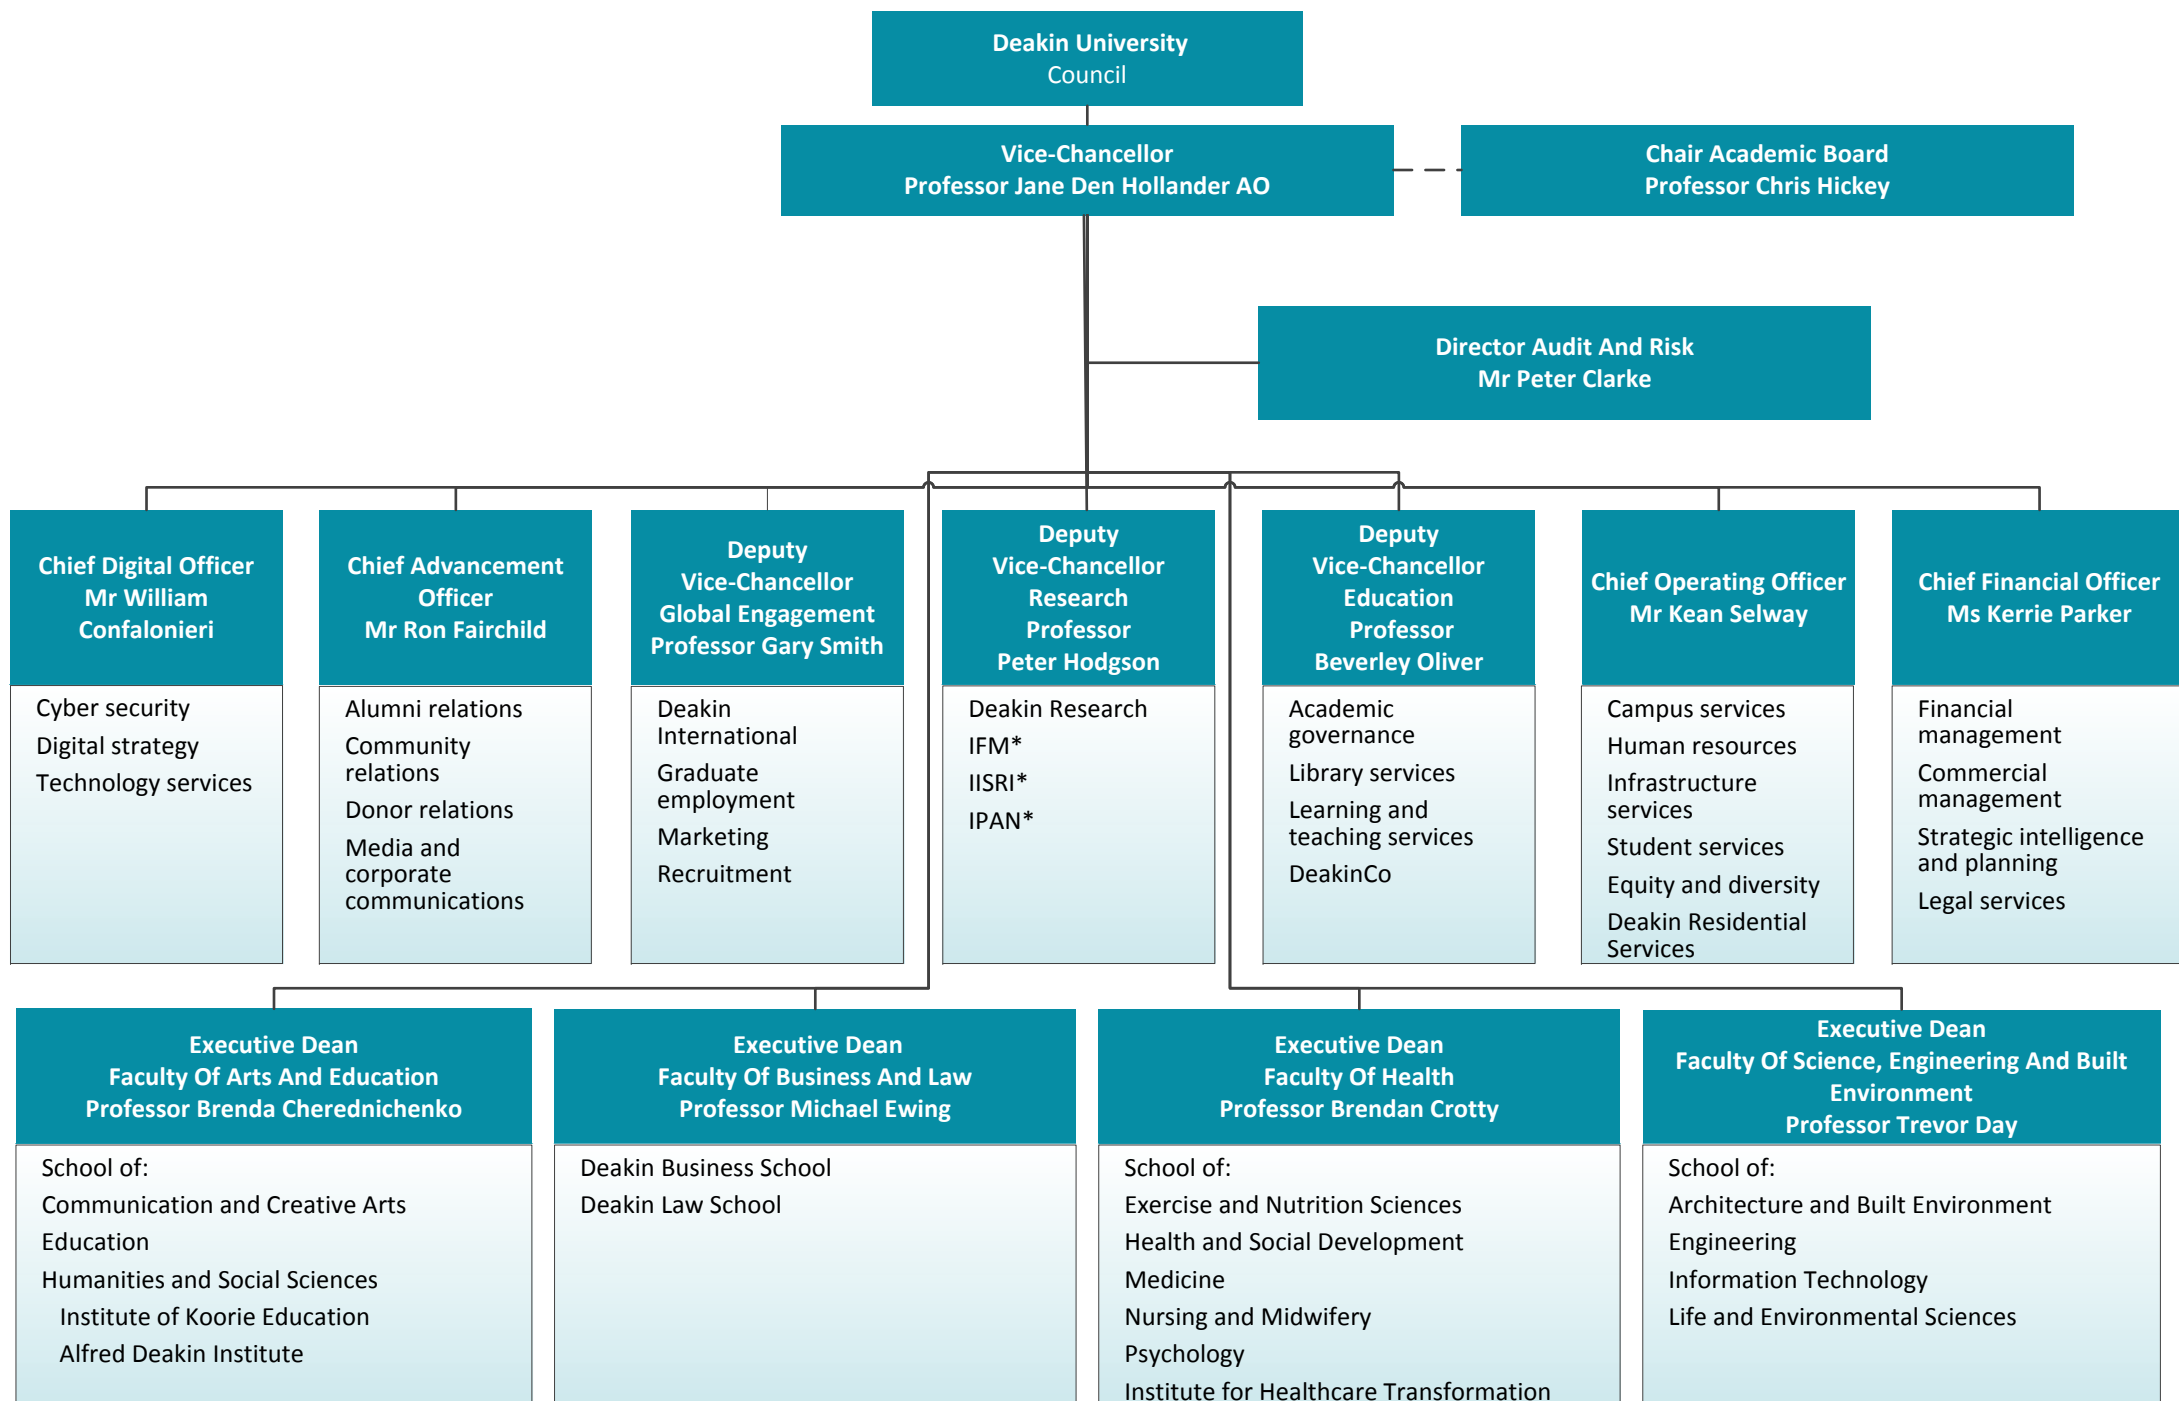 Deakin University
Council
Vice-Chancellor
Professor Jane Den Hollander AO
Chair Academic Board
Professor Chris Hickey
Director Audit And Risk
Mr Peter Clarke
Chief Digital Officer
Mr William
Confalonieri
Cyber security
Digital strategy
Technology services
Chief Advancement
Officer
Mr Ron Fairchild
Alumni relations
Community
relations
Donor relations
Media and
corporate
communications
Deputy
Vice-Chancellor
Global Engagement
Professor Gary Smith
Deakin
International
Graduate
employment
Marketing
Recruitment
Deputy
Vice-Chancellor
Research
Professor
Peter Hodgson
Deakin Research
IFM*
IISRI*
IPAN*
Deputy
Vice-Chancellor
Education
Professor
Beverley Oliver
Academic
governance
Library services
Learning and
teaching services
DeakinCo
Chief Operating Officer
Mr Kean Selway
Campus services
Human resources
Infrastructure
services
Student services
Equity and diversity
Deakin Residential
Services
Chief Financial Officer
Ms Kerrie Parker
Financial
management
Commercial
management
Strategic intelligence
and planning
Legal services
Executive Dean
Faculty Of Arts And Education
Professor Brenda Cherednichenko
School of:
Communication and Creative Arts
Education
Humanities and Social Sciences
Institute of Koorie Education
Alfred Deakin Institute
Executive Dean
Faculty Of Business And Law
Professor Michael Ewing
Deakin Business School
Deakin Law School
Executive Dean
Faculty Of Health
Professor Brendan Crotty
School of:
Exercise and Nutrition Sciences
Health and Social Development
Medicine
Nursing and Midwifery
Psychology
Institute for Healthcare Transformation
Executive Dean
Faculty Of Science, Engineering And Built
Environment
Professor Trevor Day
School of:
Architecture and Built Environment
Engineering
Information Technology
Life and Environmental Sciences